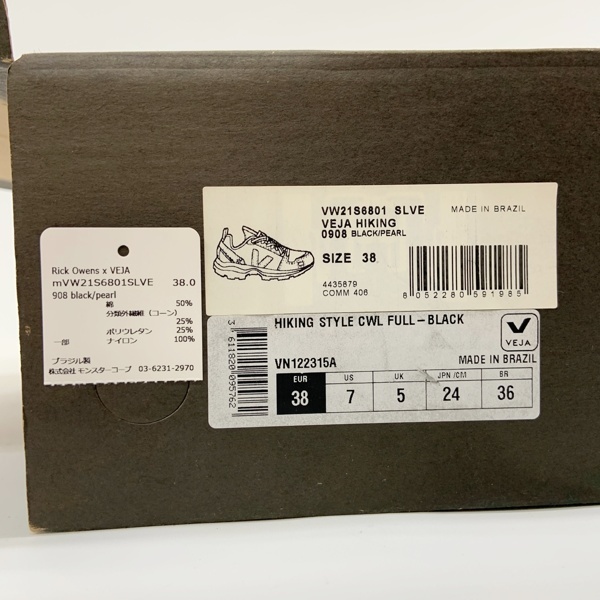 VW21S6801 SLVE MADE IN BRAZIL
VEJA HIKING
0908 BLACK/PEARL
SIZE 38
4435879
COMM 406
8 052280 591985
Rick Owens x VEJA
mVW21S6801SLVE 38.0
908 black/pearl
綿 50%
分類外繊維（コーン）
25%
ポリウレタン 25%
一部 ナイロン 100%
ブラジル製
株式会社 モンスターコープ 03-6231-2970
HIKING STYLE CWL FULL-BLACK
V
VEJA
VN122315A MADE IN BRAZIL
3 611820 095762
EUR US UK JPN/CM BR
38 7 5 24 36